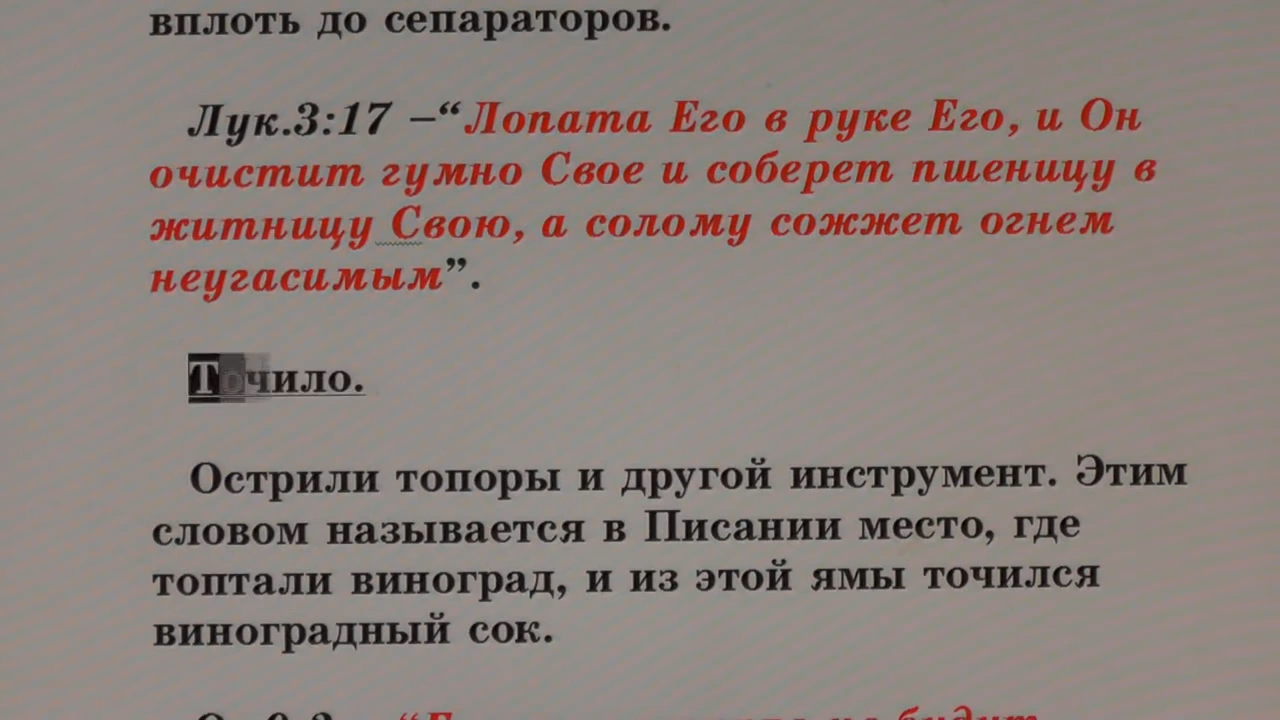 вплоть до сепараторов.
Лук.3:17 –“Лопата Его в руке Его, и Он
очистит гумно Свое и соберет пшеницу в
житницу Свою, а солому сожжет огнем
неугасимым”.
Точило.
Острили топоры и другой инструмент. Этим
словом называется в Писании место, где
топтали виноград, и из этой ямы точился
виноградный сок.
не будит